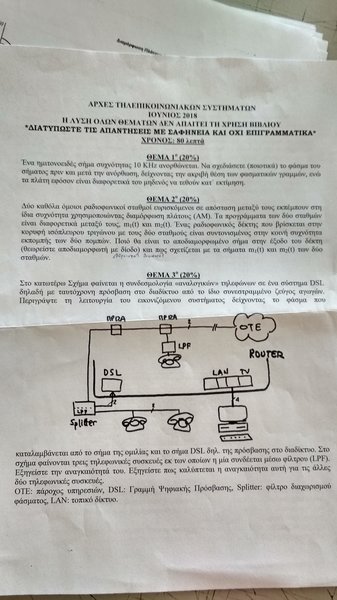 ΑΡΧΕΣ ΤΗΛΕΠΙΚΟΙΝΩΝΙΑΚΩΝ ΣΥΣΤΗΜΑΤΩΝ
ΙΟΥΝΙΟΣ 2018
Η ΛΥΣΗ ΟΛΩΝ ΘΕΜΑΤΩΝ ΔΕΝ ΑΠΑΙΤΕΙ ΤΗ ΧΡΗΣΗ ΒΙΒΛΙΟΥ
"ΔΙΑΤΥΠΩΣΤΕ ΤΙΣ ΑΠΑΝΤΗΣΕΙΣ ΜΕ ΣΑΦΗΝΕΙΑ ΚΑΙ ΟΧΙ ΕΠΙΓΡΑΜΜΑΤΙΚΑ"
ΧΡΟΝΟΣ: 80 λεπτά
ΘΕΜΑ 1ο (20%)
Ένα ημιτονοειδές σήμα συχνότητας 10 KHz ανορθώνεται. Να σχεδιάσετε (ποιοτικά) το φάσμα του
σήματος πριν και μετά την ανόρθωση, δείχνοντας την ακριβή θέση των φασματικών γραμμών, ενώ
τα πλάτη εφόσον είναι διαφορετικά του μηδενός να τεθούν κατ' εκτίμηση.
ΘΕΜΑ 2ο (20%)
Δύο καθόλα όμοιοι ραδιοφωνικοί σταθμοί ευρισκόμενοι σε απόσταση μεταξύ τους εκπέμπουν στη
ίδια συχνότητα χρησιμοποιώντας διαμόρφωση πλάτους (AM). Τα προγράμματα των δύο σταθμών
είναι διαφορετικά μεταξύ τους, m₁(t) και m₂(t). Ένας ραδιοφωνικός δέκτης που βρίσκεται στην
κορυφή ισόπλευρου τριγώνου με τους δύο σταθμούς είναι συντονισμένος στην κοινή συχνότητα
εκπομπής των δύο πομπών. Ποιό θα είναι το αποδιαμορφωμένο σήμα στην έξοδο του δέκτη
(θεωρείστε αποδιαμορφωτή με δίοδο) και πως σχετίζεται με τα σήματα m₁(t) και m₂(t) των δύο
σταθμών.
ΘΕΜΑ 3ο (20%)
Στο κατωτέρω Σχήμα φαίνεται η συνδεσμολογία «αναλογικών» τηλεφώνων σε ένα σύστημα DSL
δηλαδή με ταυτόχρονη πρόσβαση στο διαδίκτυο από το ίδιο συνεστραμμένο ζεύγος αγωγών.
Περιγράψτε τη λειτουργία του εικονιζόμενου συστήματος δείχνοντας το φάσμα που
ΠΡΙΖΑ ΠΡΙΖΑ
OTE
LPF
ROUTER
DSL LAN TV
2 4
LPF
Splitter
καταλαμβάνεται από το σήμα της ομιλίας και το σήμα DSL δηλ. της πρόσβασης στο διαδίκτυο. Στο
σχήμα φαίνονται τρεις τηλεφωνικές συσκευές εκ των οποίων η μία συνδέεται μέσω φίλτρου (LPF).
Εξηγείστε την αναγκαιότητά του. Εξηγείστε πως καλύπτεται η αναγκαιότητα αυτή για τις άλλες
δύο τηλεφωνικές συσκευές.
ΟΤΕ: πάροχος υπηρεσιών, DSL: Γραμμή Ψηφιακής Πρόσβασης, Splitter: φίλτρο διαχωρισμού
φάσματος, LAN: τοπικό δίκτυο.